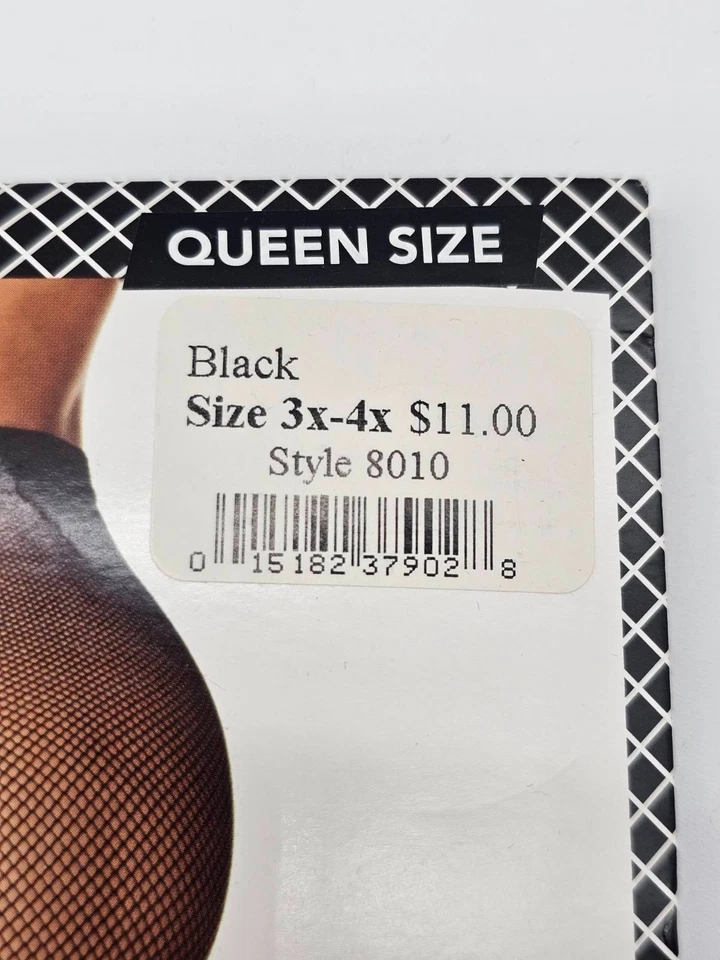 QUEEN SIZE
Black
Size 3x-4x $11.00
Style 8010
0 15182 37902 8